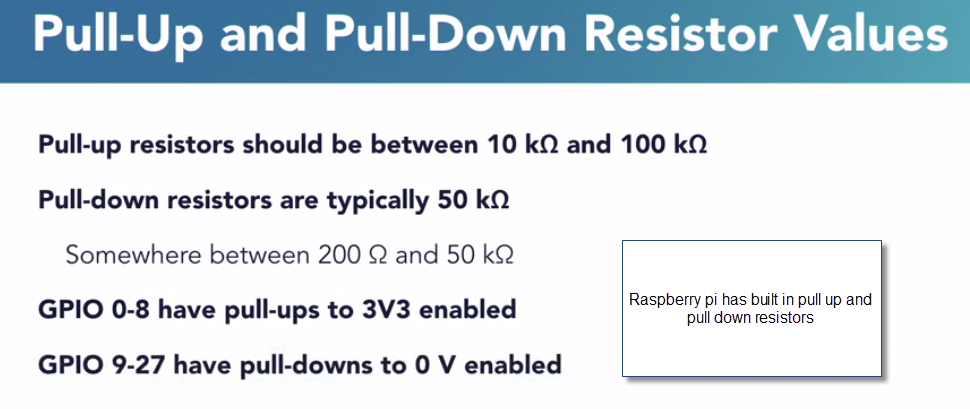 Pull-Up and Pull-Down Resistor Values
Pull-up resistors should be between 10 kΩ and 100 kΩ
Pull-down resistors are typically 50 kΩ
Somewhere between 200 Ω and 50 kΩ
GPIO 0-8 have pull-ups to 3V3 enabled
GPIO 9-27 have pull-downs to 0 V enabled
Raspberry pi has built in pull up and
pull down resistors